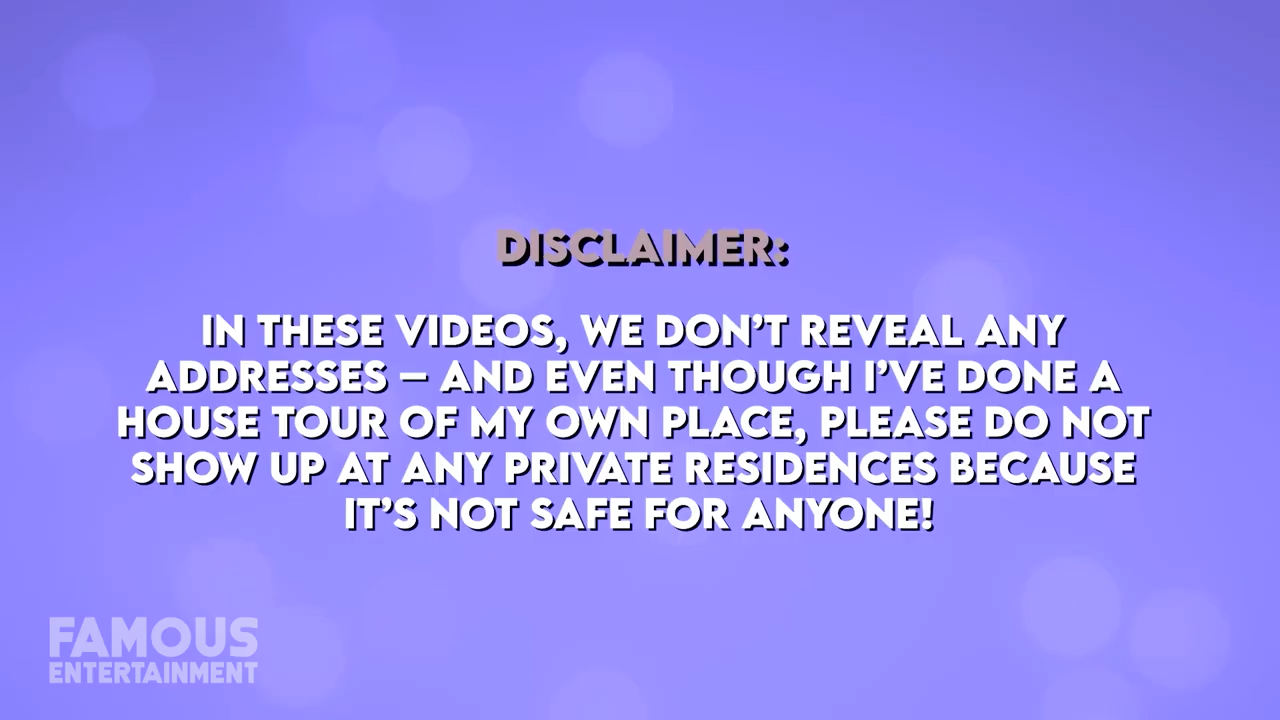 DISCLAIMER:
IN THESE VIDEOS, WE DON'T REVEAL ANY
ADDRESSES – AND EVEN THOUGH I'VE DONE A
HOUSE TOUR OF MY OWN PLACE, PLEASE DO NOT
SHOW UP AT ANY PRIVATE RESIDENCES BECAUSE
IT'S NOT SAFE FOR ANYONE!
FAMOUS
ENTERTAINMENT